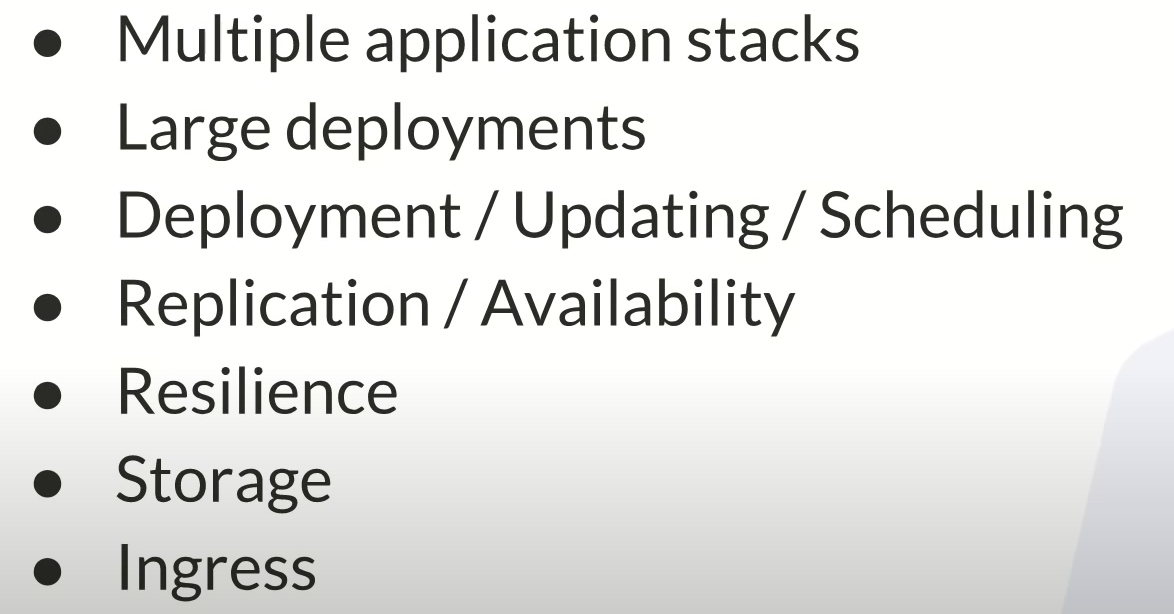 ● Multiple application stacks
● Large deployments
● Deployment / Updating / Scheduling
● Replication / Availability
● Resilience
● Storage
● Ingress